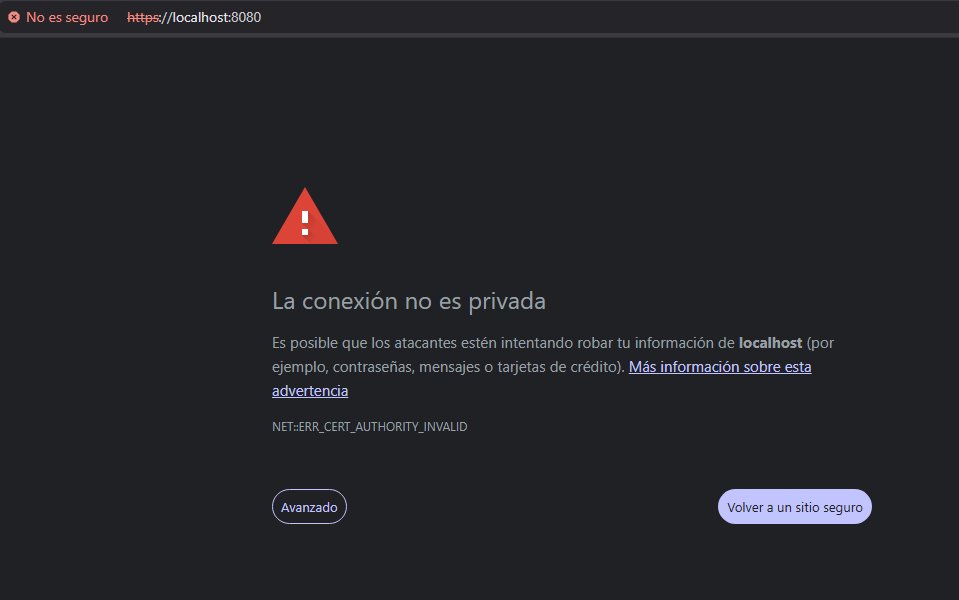 No es seguro https://localhost:8080
La conexión no es privada
Es posible que los atacantes estén intentando robar tu información de localhost (por
ejemplo, contraseñas, mensajes o tarjetas de crédito). Más información sobre esta
advertencia
NET::ERR_CERT_AUTHORITY_INVALID
Avanzado
Volver a un sitio seguro